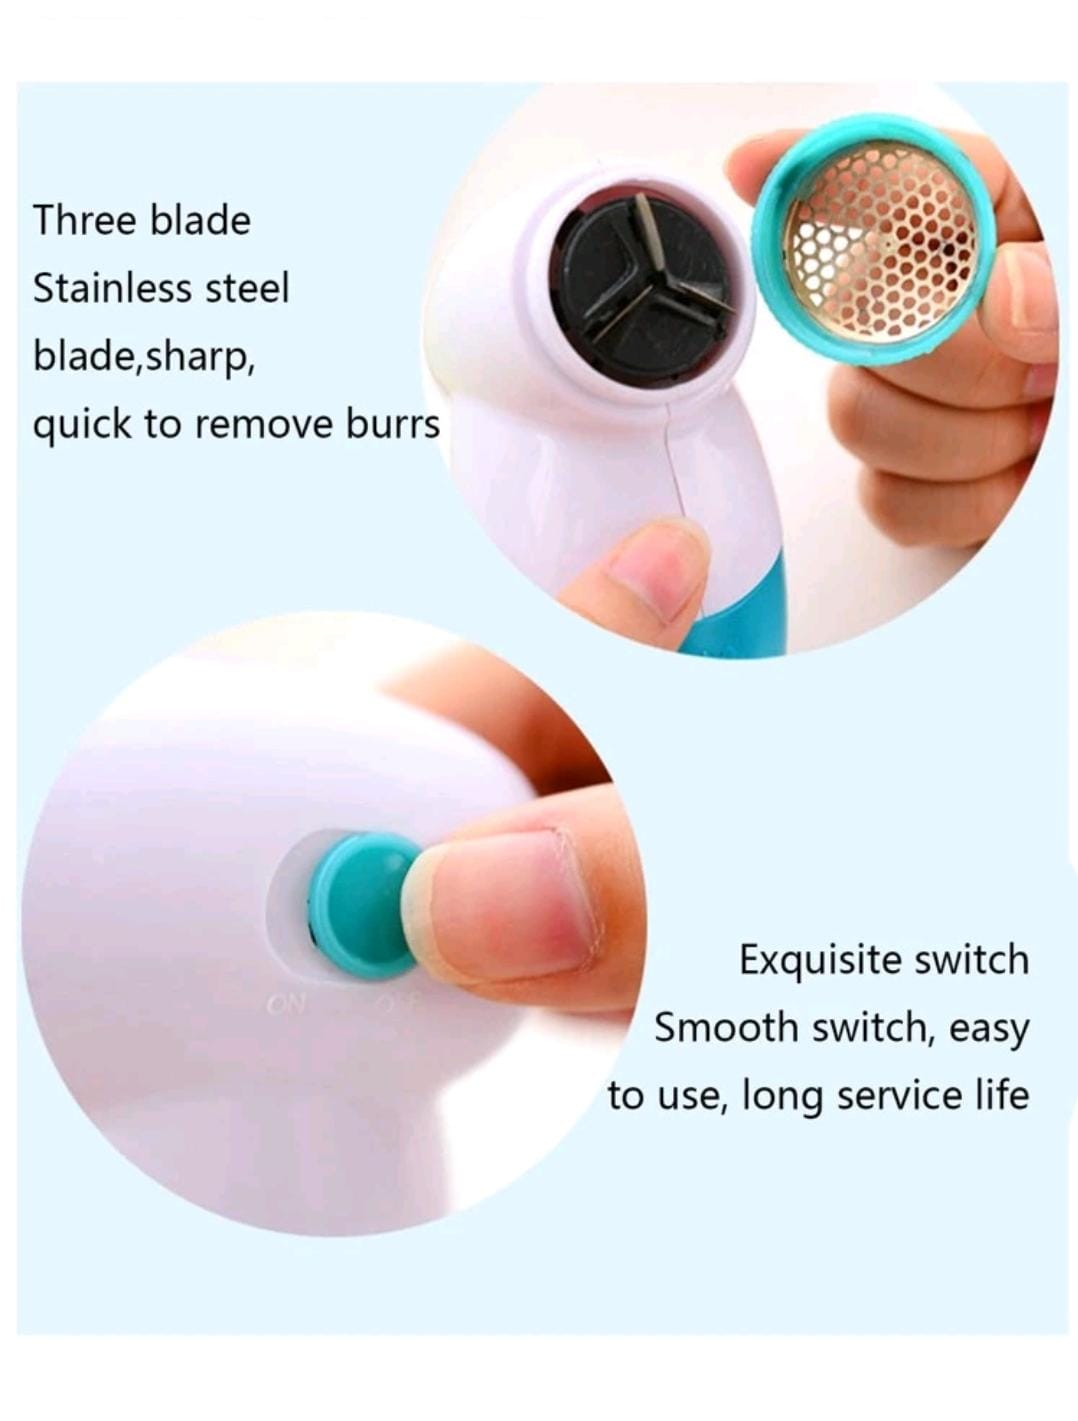 Three blade
Stainless steel
blade,sharp,
quick to remove burrs
ON OFF
Exquisite switch
Smooth switch, easy
to use, long service life